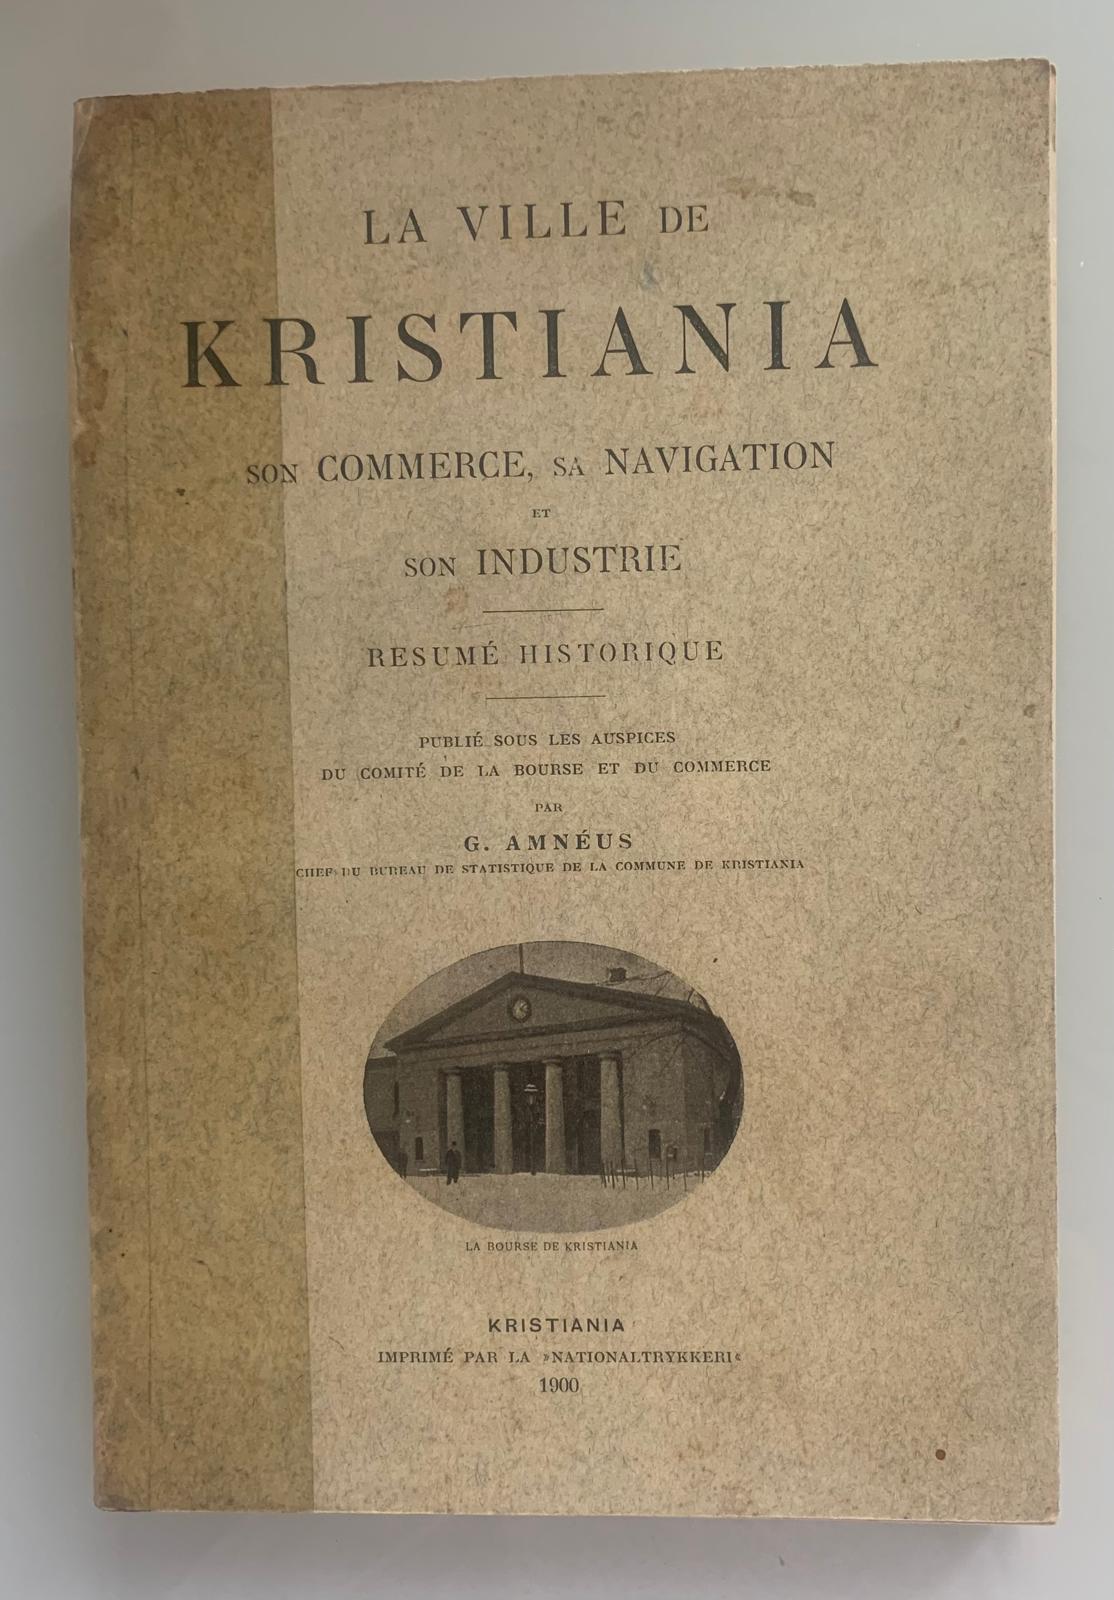 LA VILLE DE
KRISTIANIA
SON COMMERCE, SA NAVIGATION
ET
SON INDUSTRIE
RESUMÉ HISTORIQUE
PUBLIÉ SOUS LES AUSPICES
DU COMITÉ DE LA BOURSE ET DU COMMERCE
PAR
G. AMNÉUS
CHEF DU BUREAU DE STATISTIQUE DE LA COMMUNE DE KRISTIANIA
LA BOURSE DE KRISTIANIA
KRISTIANIA
IMPRIMÉ PAR LA »NATIONALTRYKKERI«
1900